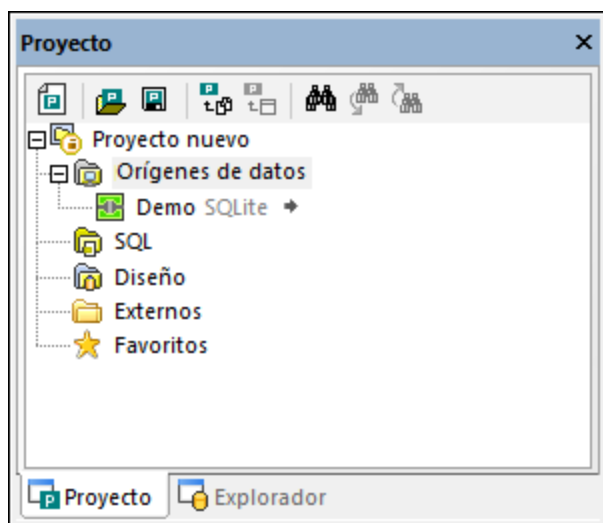 Proyecto
Proyecto nuevo
Orígenes de datos
Demo SQLite
SQL
Diseño
Externos
Favoritos
Proyecto
Explorador